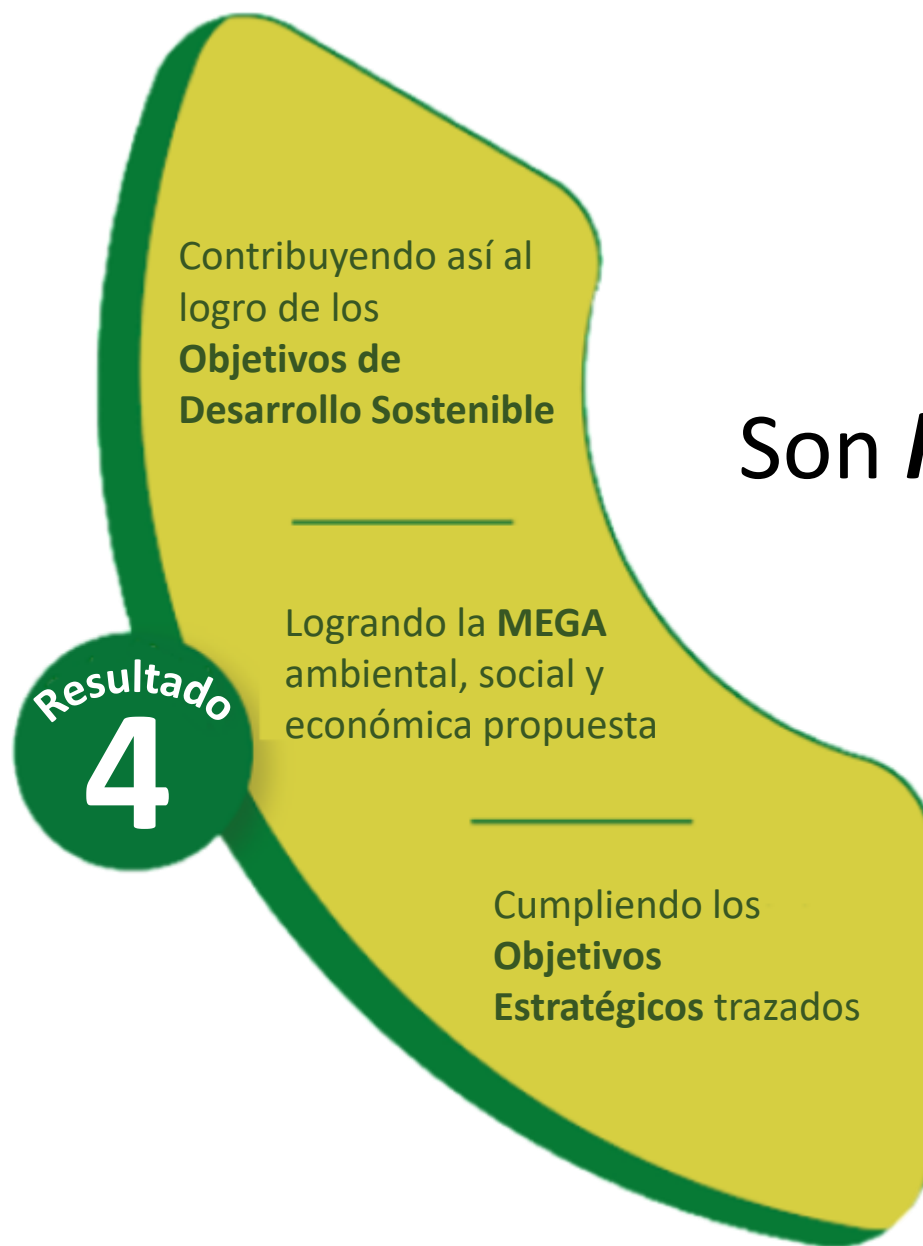 Contribuyendo así al
logro de los
Objetivos de
Desarrollo Sostenible
Son
Logrando la MEGA
ambiental, social y
económica propuesta
Resultado
4
Cumpliendo los
Objetivos
Estratégicos trazados